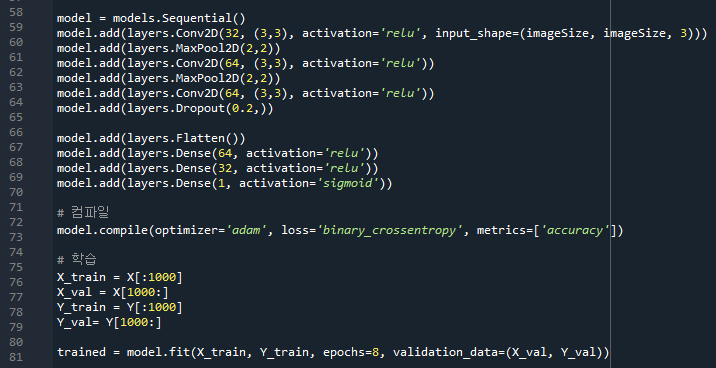 58
59 model = models.Sequential()
60 model.add(layers.Conv2D(32, (3,3), activation='relu', input_shape=(imageSize, imageSize, 3)))
61 model.add(layers.MaxPool2D(2,2))
62 model.add(layers.Conv2D(64, (3,3), activation='relu'))
63 model.add(layers.MaxPool2D(2,2))
64 model.add(layers.Conv2D(64, (3,3), activation='relu'))
65 model.add(layers.Dropout(0.2,))
66
67 model.add(layers.Flatten())
68 model.add(layers.Dense(64, activation='relu'))
69 model.add(layers.Dense(32, activation='relu'))
70 model.add(layers.Dense(1, activation='sigmoid'))
71
72 # 컴파일
73 model.compile(optimizer='adam', loss='binary_crossentropy', metrics=['accuracy'])
74
75 # 학습
76 X_train = X[:1000]
77 X_val = X[1000:]
78 Y_train = Y[:1000]
79 Y_val= Y[1000:]
80
81 trained = model.fit(X_train, Y_train, epochs=8, validation_data=(X_val, Y_val))